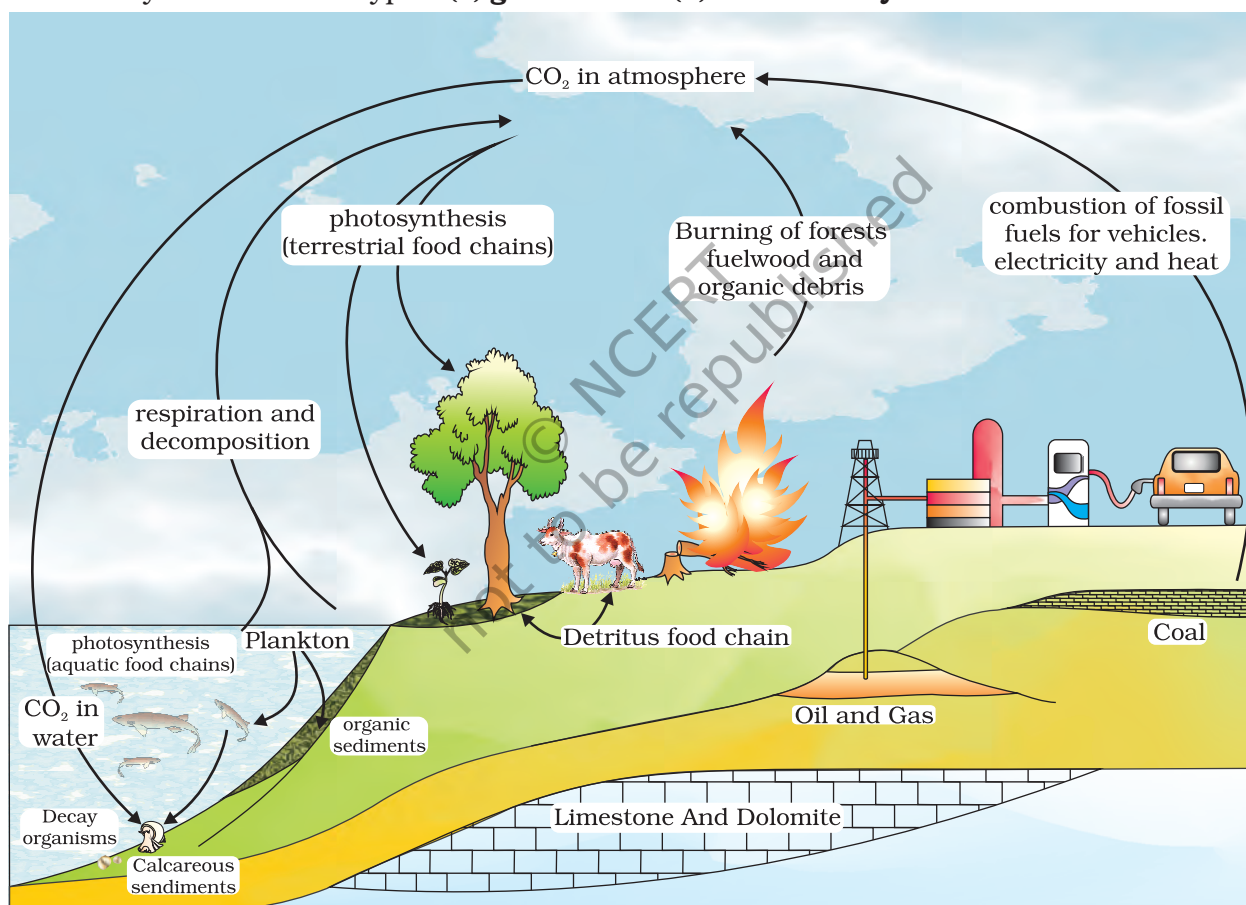 CO₂ in atmosphere
photosynthesis
(terrestrial food chains)
Burning of forests
fuelwood and
organic debris
combustion of fossil
fuels for vehicles.
electricity and heat
respiration and
decomposition
© NCERT
not to be republished
photosynthesis
(aquatic food chains)
Plankton
Detritus food chain
Coal
CO₂ in
water
organic
sediments
Oil and Gas
Decay
organisms
Limestone And Dolomite
Calcareous
sendiments